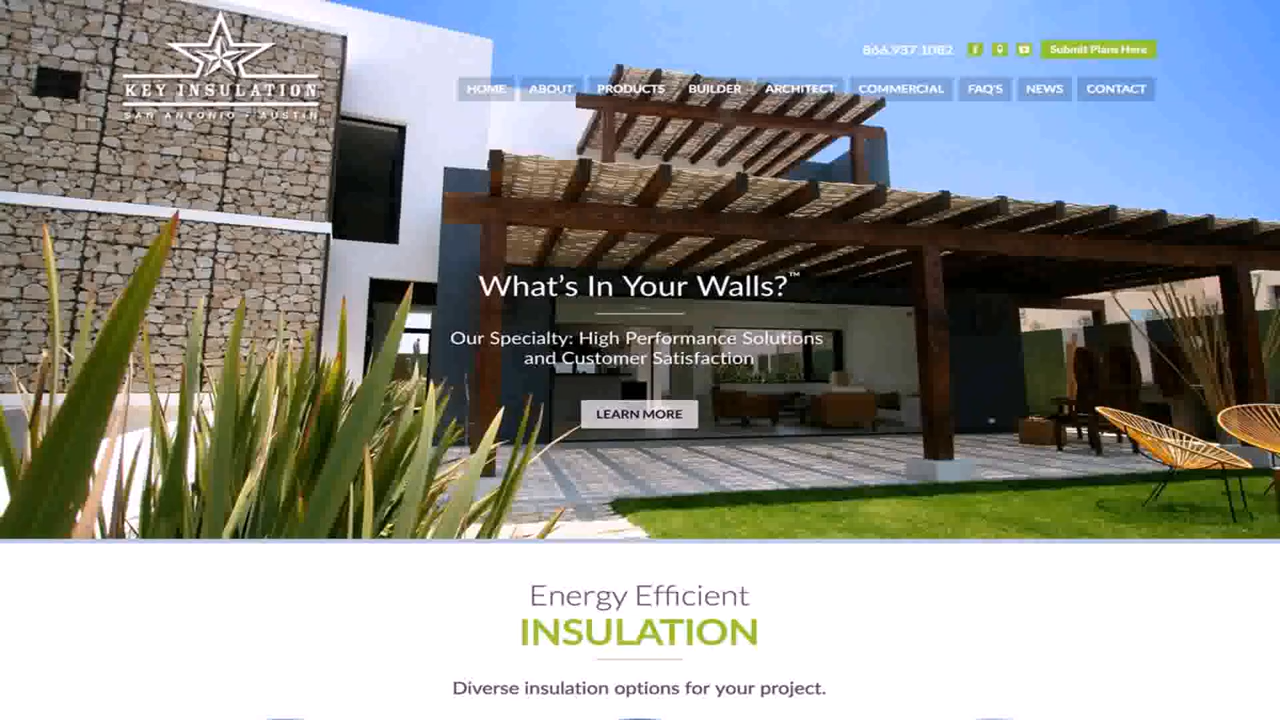 KEY INSULATION
SAN ANTONIO - AUSTIN
866.937.1082
Submit Plans Here
HOME
ABOUT
PRODUCTS
BUILDER
ARCHITECT
COMMERCIAL
FAQ'S
NEWS
CONTACT
What's In Your Walls?™
Our Specialty: High Performance Solutions
and Customer Satisfaction
LEARN MORE
Energy Efficient
INSULATION
Diverse insulation options for your project.